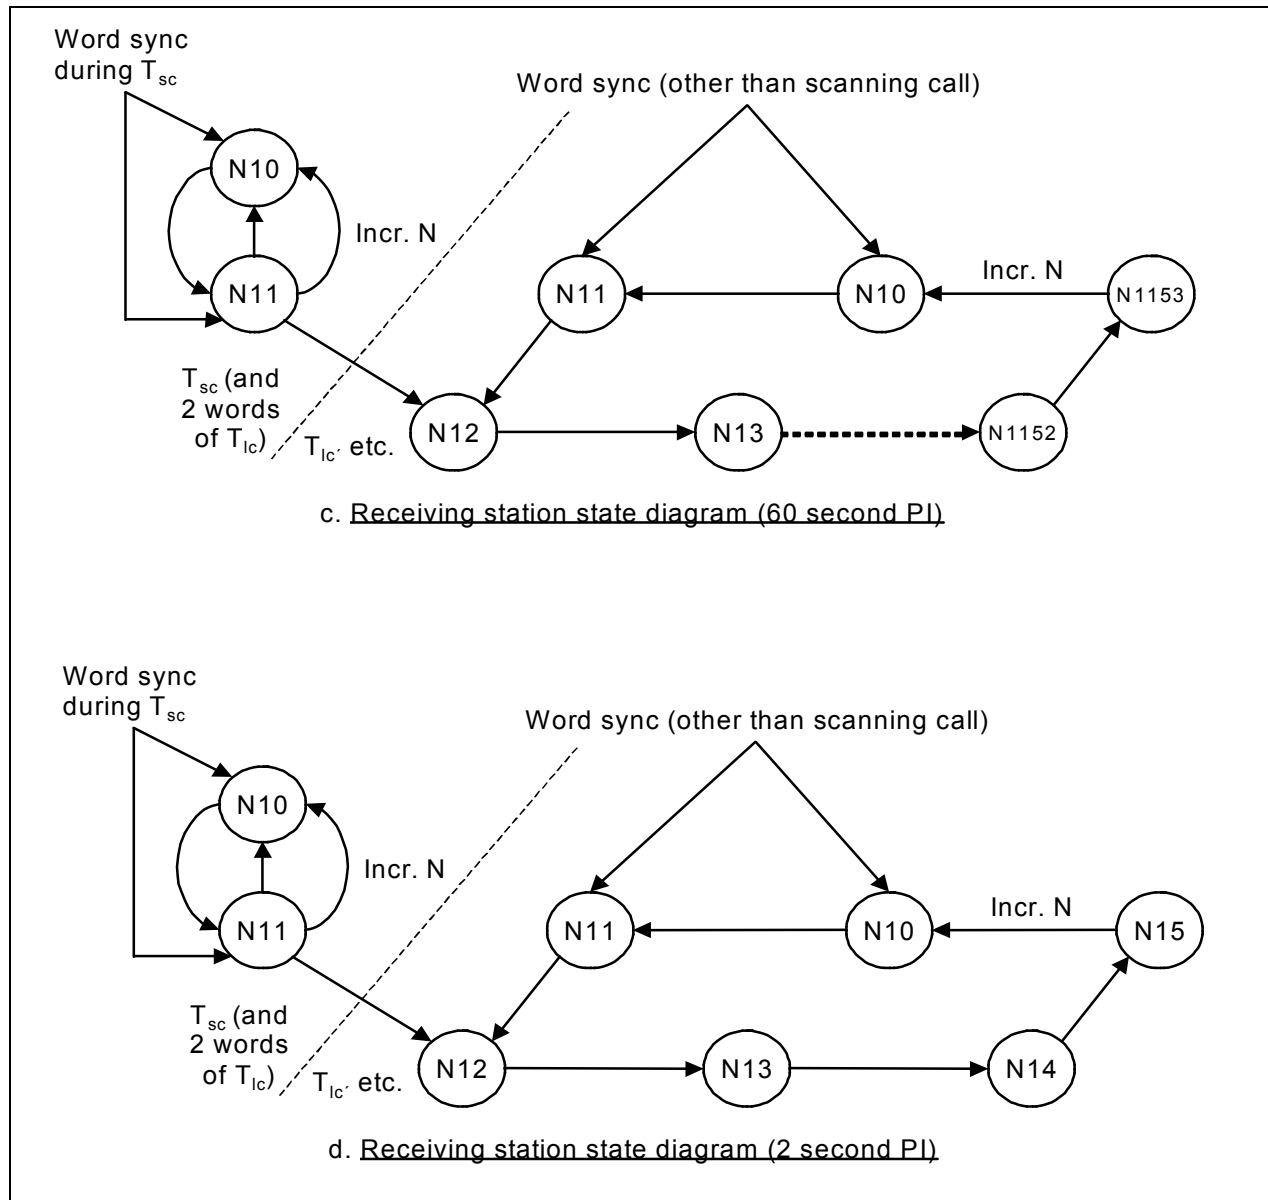 Word sync
during Tsc
Word sync (other than scanning call)
N10
Incr. N
N11
N11
N10
Incr. N
N1153
Tsc (and
2 words
of Tlc)
Tlc´ etc.
N12
N13
N1152
c. Receiving station state diagram (60 second PI)
Word sync
during Tsc
Word sync (other than scanning call)
N10
Incr. N
N11
N11
N10
Incr. N
N15
Tsc (and
2 words
of Tlc)
Tlc´ etc.
N12
N13
N14
d. Receiving station state diagram (2 second PI)